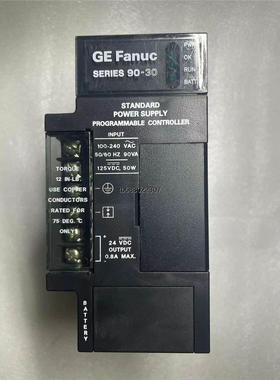 GE Fanuc
SERIES 90-30
PWR
OK
RUN
BATT
STANDARD
POWER SUPPLY
PROGRAMMABLE CONTROLLER
INPUT
100-240 VAC
50/60 HZ 90VA
125VDC, 50W
TORQUE
12 IN-LB.
USE COPPER
CONDUCTORS
RATED FOR
75 DEG. C
ONLY
+
24 VDC
OUTPUT
0.8A MAX.
-
BATTERY